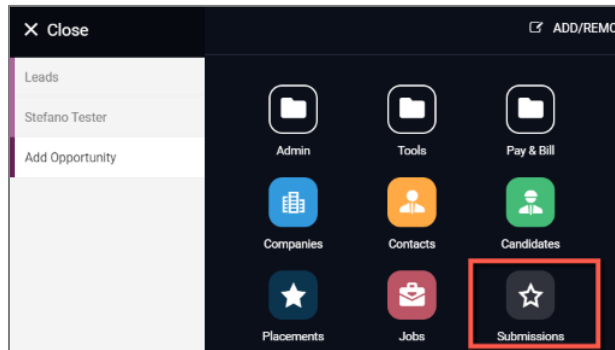 Close
ADD/REMO
Leads
Stefano Tester
Add Opportunity
Admin
Tools
Pay & Bill
Companies
Contacts
Candidates
Placements
Jobs
Submissions